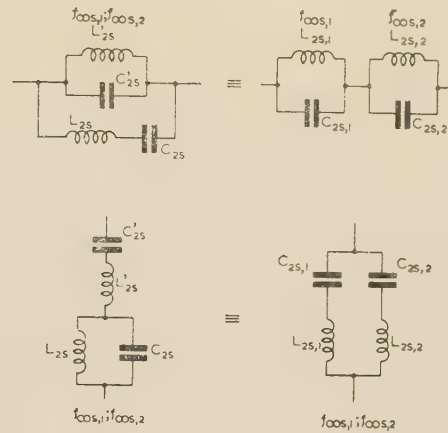 f∞s,1; f∞s,2
L'2s
C'2s
L2s
C2s
≡
f∞s,1
L2s,1
C2s,1
f∞s,2
L2s,2
C2s,2
C'2s
L'2s
L2s
C2s
f∞s,1; f∞s,2
≡
C2s,1
C2s,2
L2s,1
L2s,2
f∞s,1; f∞s,2